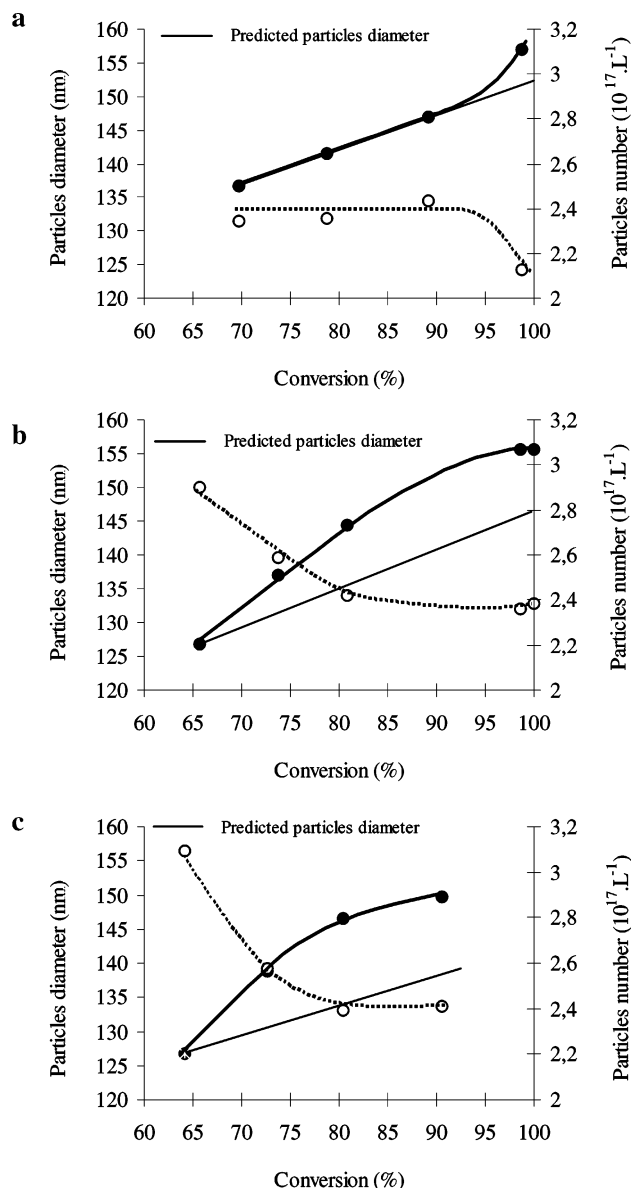 a
Predicted particles diameter
Particles diameter (nm)
160
155
150
145
140
135
130
125
120
3,2
3
2,8
2,6
2,4
2,2
2
Particles number (10 17.L-1)
60 65 70 75 80 85 90 95 100
Conversion (%)
b
Predicted particles diameter
Particles diameter (nm)
160
155
150
145
140
135
130
125
120
3,2
3
2,8
2,6
2,4
2,2
2
Particles number (1017.L-1)
60 65 70 75 80 85 90 95 100
Conversion (%)
c
Predicted particles diameter
Particles diameter (nm)
160
155
150
145
140
135
130
125
120
3,2
3
2,8
2,6
2,4
2,2
2
Particles number (1017.L-1)
60 65 70 75 80 85 90 95 100
Conversion (%)